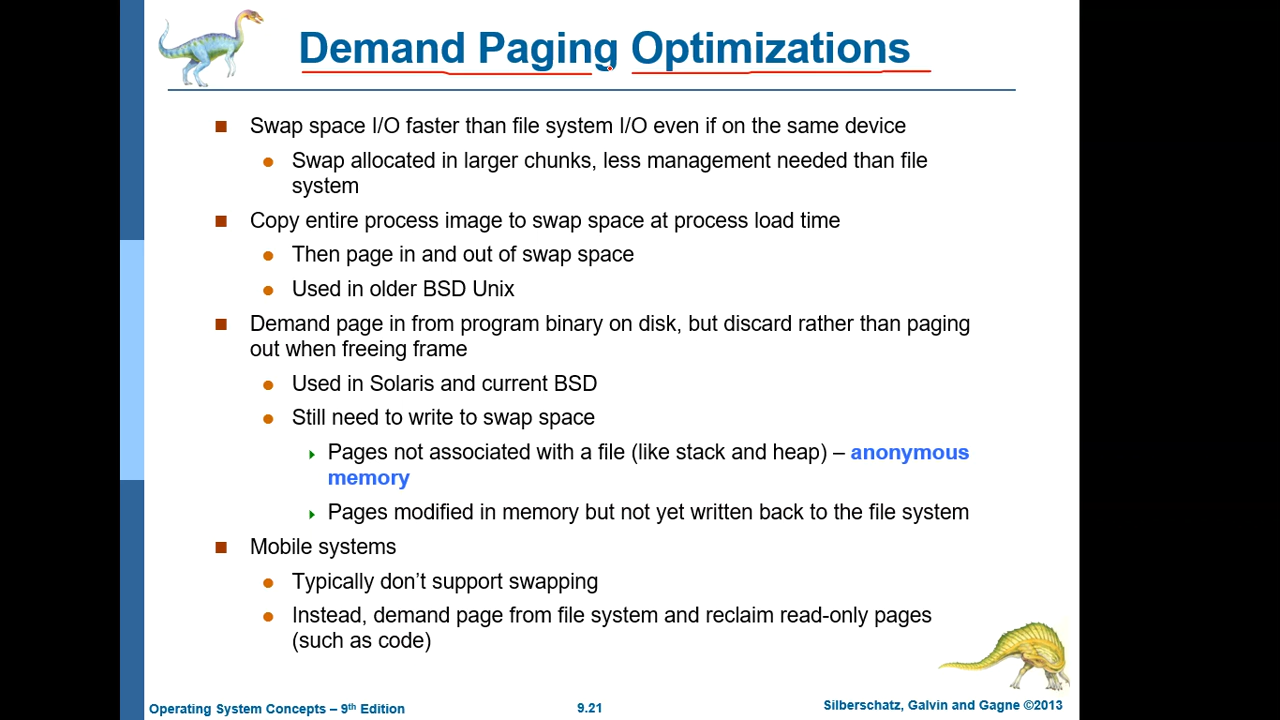 Demand Paging Optimizations
Swap space I/O faster than file system I/O even if on the same device
Swap allocated in larger chunks, less management needed than file
system
Copy entire process image to swap space at process load time
Then page in and out of swap space
Used in older BSD Unix
Demand page in from program binary on disk, but discard rather than paging
out when freeing frame
Used in Solaris and current BSD
Still need to write to swap space
Pages not associated with a file (like stack and heap) – anonymous
memory
Pages modified in memory but not yet written back to the file system
Mobile systems
Typically don’t support swapping
Instead, demand page from file system and reclaim read-only pages
(such as code)
Operating System Concepts – 9th Edition
9.21
Silberschatz, Galvin and Gagne ©2013